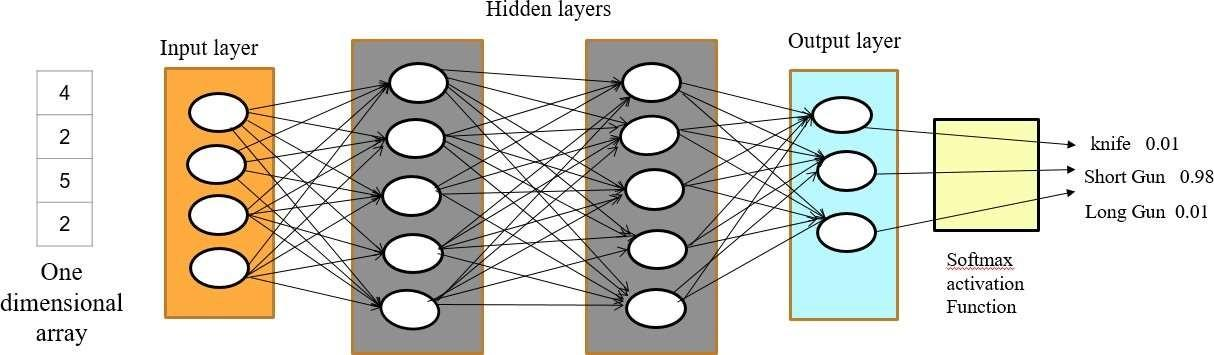 Hidden layers
Input layer
Output layer
4
2
5
2
One
dimensional
array
knife 0.01
Short Gun 0.98
Long Gun 0.01
Softmax
activation
Function